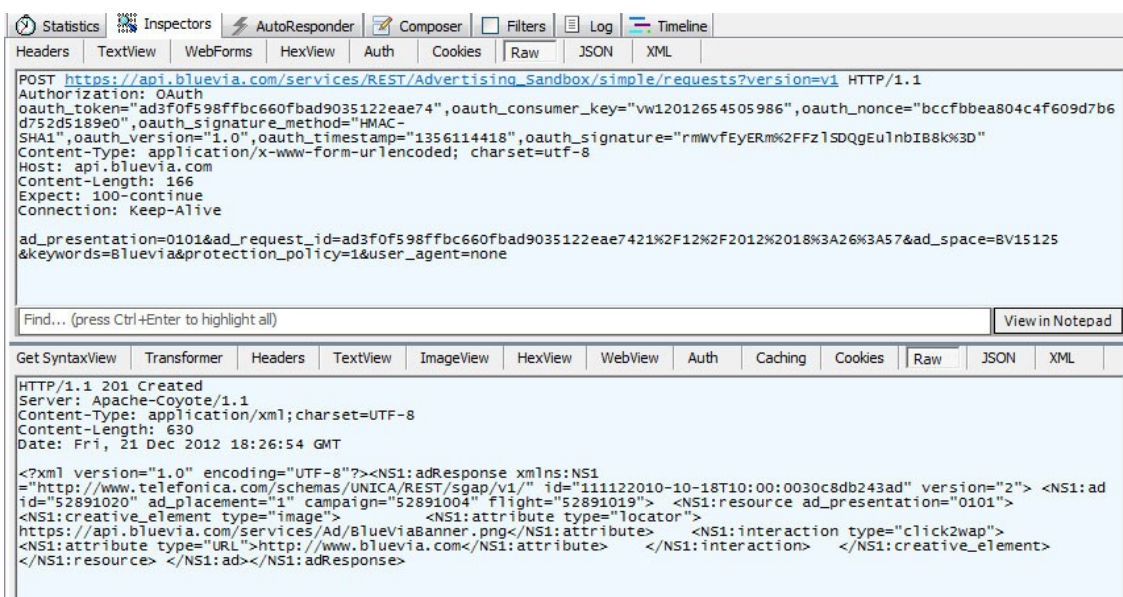 Statistics Inspectors AutoResponder Composer Filters Log Timeline
Headers TextView WebForms HexView Auth Cookies Raw JSON XML
POST https://api.bluevia.com/services/REST/Advertising_Sandbox/simple/requests?version=v1 HTTP/1.1
Authorization: OAuth
oauth_token="ad3f0f598ffbc660fbad9035122eae74",oauth_consumer_key="vw12012654505986",oauth_nonce="bccfbbea804c4f609d7b6
d752d5189e0",oauth_signature_method="HMAC-
SHA1",oauth_version="1.0",oauth_timestamp="1356114418",oauth_signature="rmWvfEyERm%2FFZlSDQgEulnbIB8k%3D"
Content-Type: application/x-www-form-urlencoded; charset=utf-8
Host: api.bluevia.com
Content-Length: 166
Expect: 100-continue
Connection: Keep-Alive
ad_presentation=0101&ad_request_id=ad3f0f598ffbc660fbad9035122eae7421%2F12%2F2012%2018%3A26%3A57&ad_space=BV15125
&keywords=Bluevia&protection_policy=1&user_agent=none
Find... (press Ctrl+Enter to highlight all) View in Notepad
Get SyntaxView Transformer Headers TextView ImageView HexView WebView Auth Caching Cookies Raw JSON XML
HTTP/1.1 201 Created
Server: Apache-Coyote/1.1
Content-Type: application/xml;charset=UTF-8
Content-Length: 630
Date: Fri, 21 Dec 2012 18:26:54 GMT
<?xml version="1.0" encoding="UTF-8"?><NS1:adResponse xmlns:NS1
="http://www.telefonica.com/schemas/UNICA/REST/sgap/v1/" id="111122010-10-18T10:00:0030c8db243ad" version="2"> <NS1:ad
id="52891020" ad_placement="1" campaign="52891004" flight="52891019"> <NS1:resource ad_presentation="0101">
<NS1:creative_element type="image"> <NS1:attribute type="locator">
https://api.bluevia.com/services/Ad/BlueViaBanner.png</NS1:attribute> <NS1:interaction type="click2wap">
<NS1:attribute type="URL">http://www.bluevia.com</NS1:attribute> </NS1:interaction> </NS1:creative_element>
</NS1:resource> </NS1:ad></NS1:adResponse>